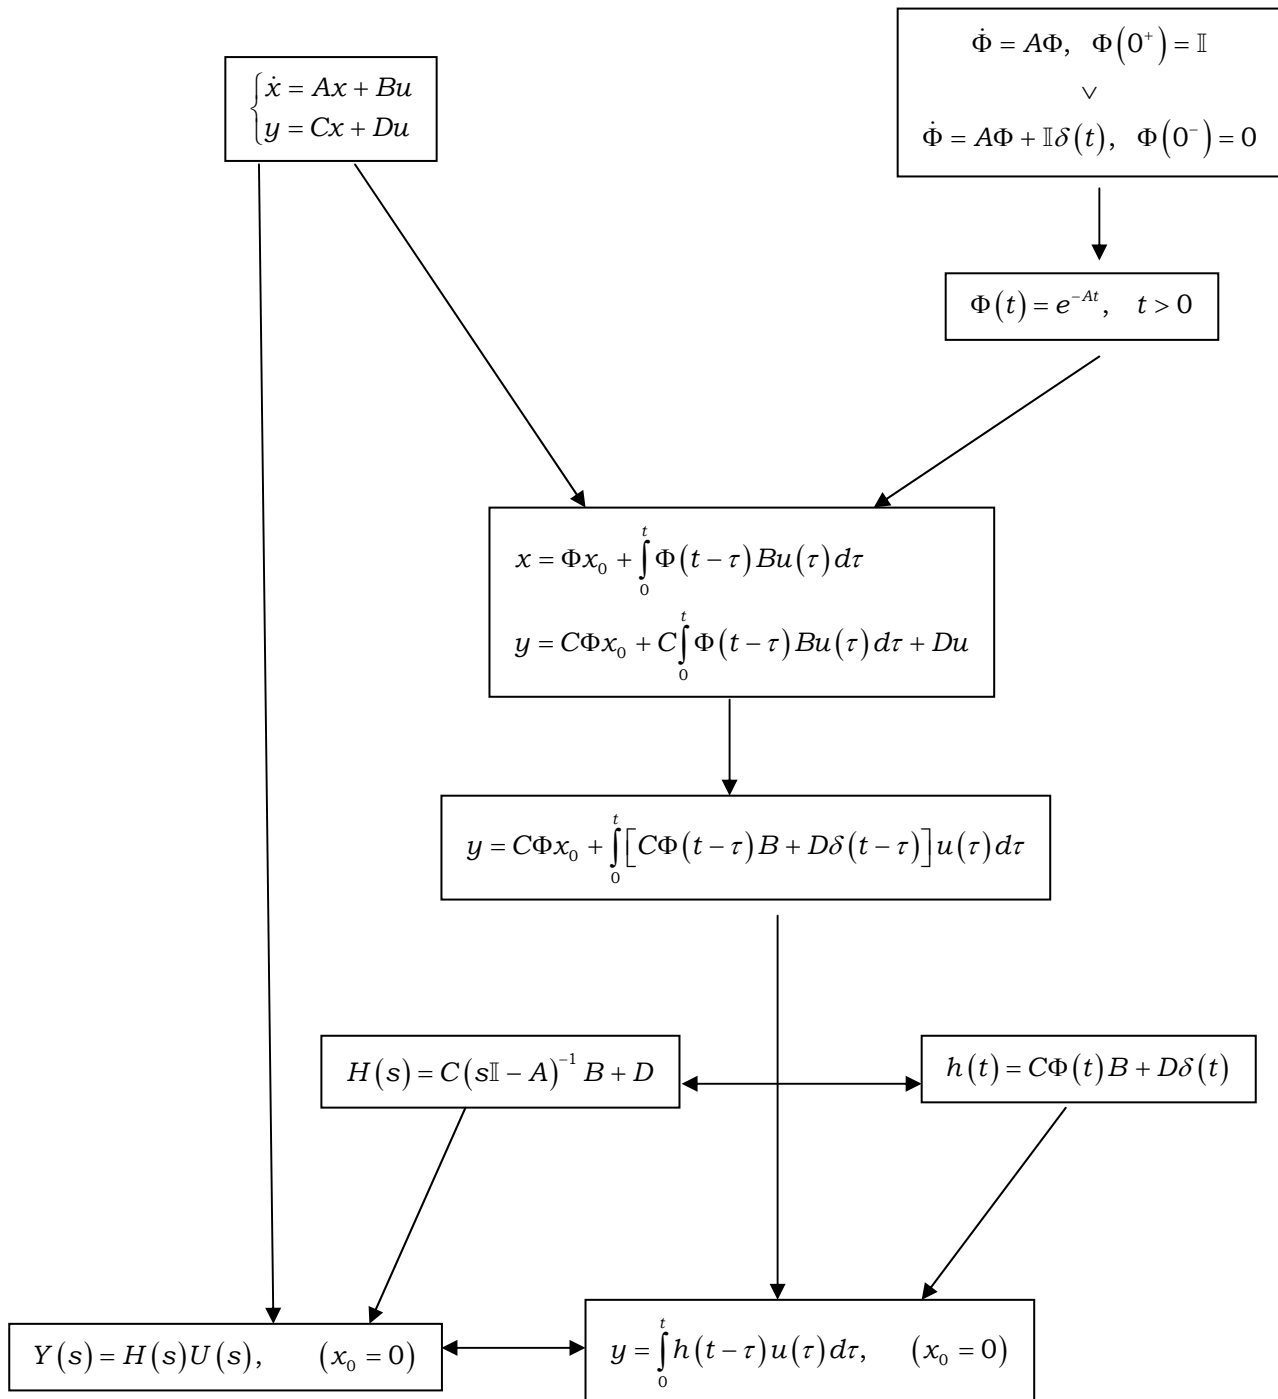 Φ̇ = AΦ, Φ(0⁺) = 𝕀
∨
Φ̇ = AΦ + 𝕀δ(t), Φ(0⁻) = 0
{ẋ = Ax + Bu
y = Cx + Du
Φ(t) = e^{-At}, t > 0
x = Φx₀ + ∫₀ᵗ Φ(t − τ)Bu(τ)dτ
y = CΦx₀ + C∫₀ᵗ Φ(t − τ)Bu(τ)dτ + Du
y = CΦx₀ + ∫₀ᵗ [CΦ(t − τ)B + Dδ(t − τ)]u(τ)dτ
H(s) = C(s𝕀 − A)⁻¹ B + D
h(t) = CΦ(t)B + Dδ(t)
Y(s) = H(s)U(s), (x₀ = 0)
y = ∫₀ᵗ h(t − τ)u(τ)dτ, (x₀ = 0)